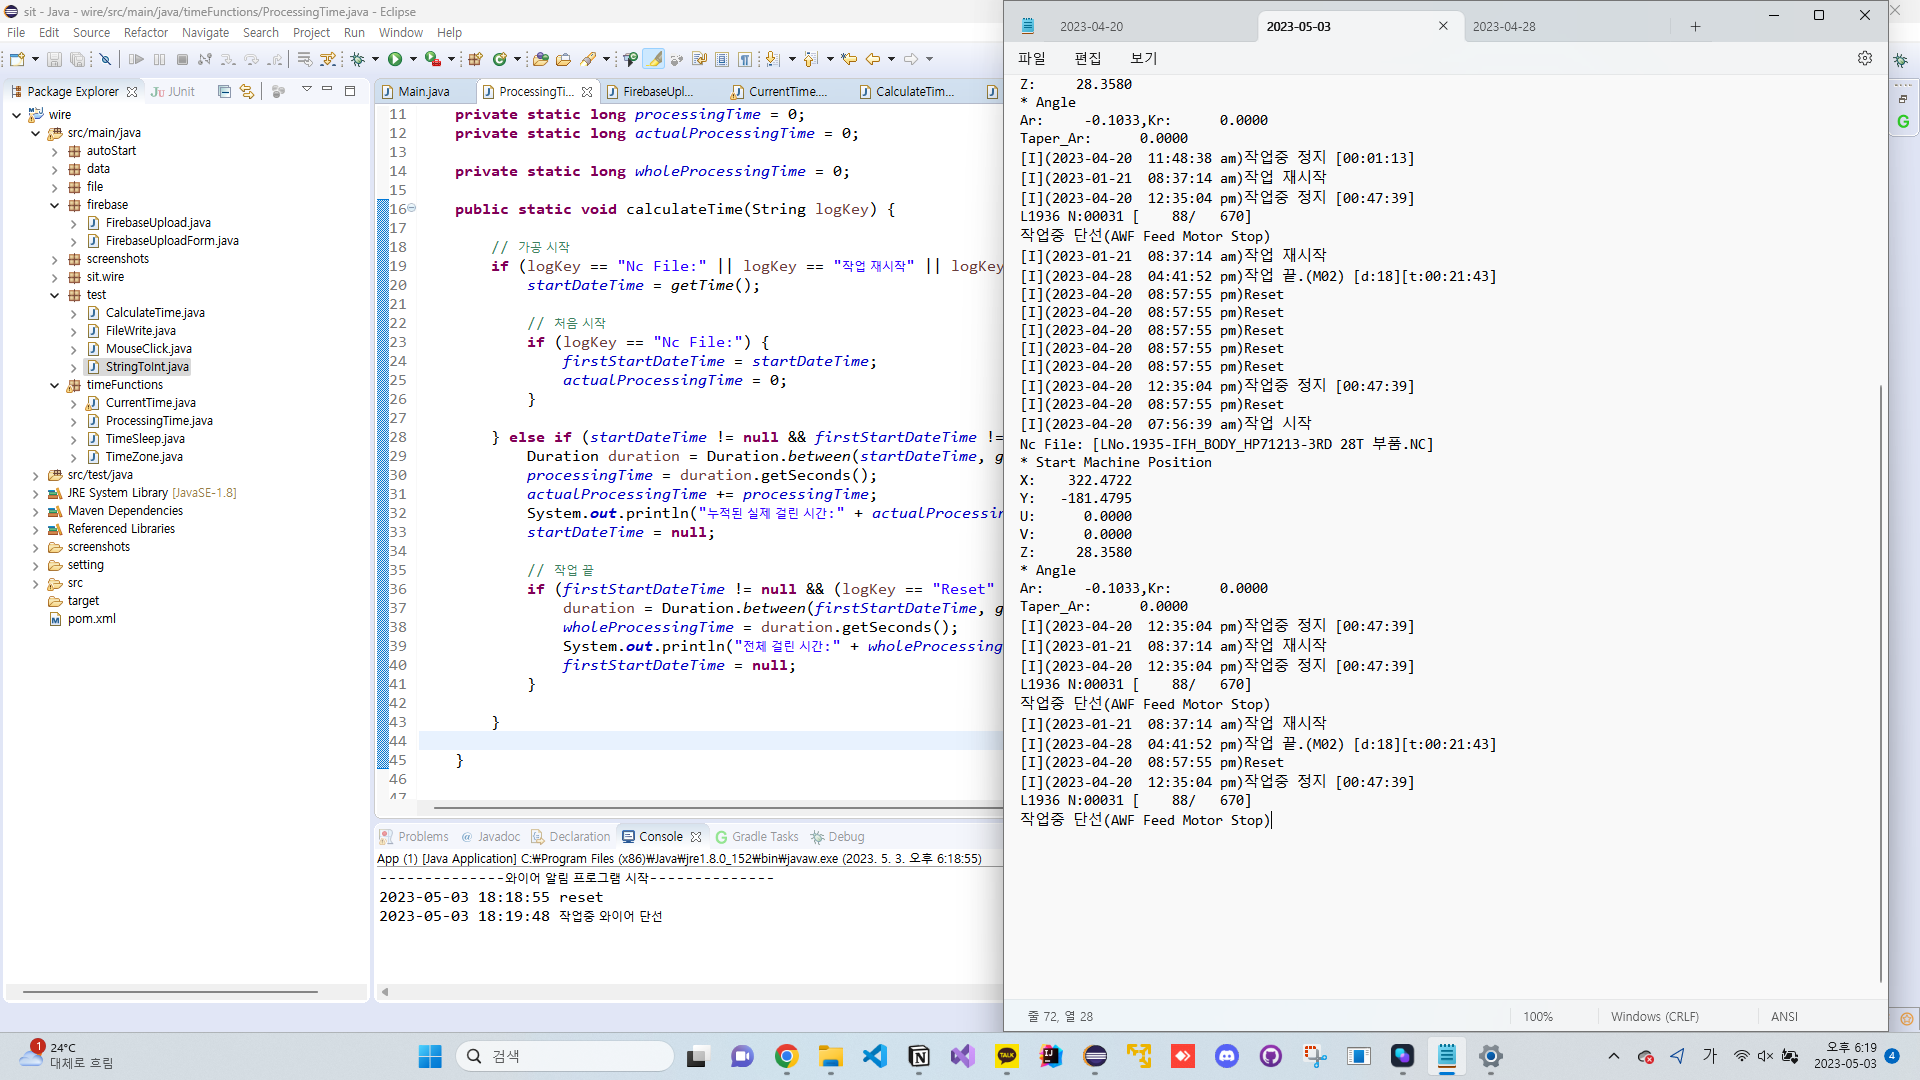 sit - Java - wire/src/main/java/timeFunctions/ProcessingTime.java - Eclipse
File Edit Source Refactor Navigate Search Project Run Window Help
Package Explorer
JUnit
wire
src/main/java
autoStart
data
file
firebase
FirebaseUpload.java
FirebaseUploadForm.java
screenshots
sit.wire
test
CalculateTime.java
FileWrite.java
MouseClick.java
StringToInt.java
timeFunctions
CurrentTime.java
ProcessingTime.java
TimeSleep.java
TimeZone.java
src/test/java
JRE System Library [JavaSE-1.8]
Maven Dependencies
Referenced Libraries
screenshots
setting
src
target
pom.xml
Main.java
ProcessingTi...
FirebaseUpl...
CurrentTime....
CalculateTim...
11 private static long processingTime = 0;
12 private static long actualProcessingTime = 0;
13
14 private static long wholeProcessingTime = 0;
15
16 public static void calculateTime(String logKey) {
17
18 // 가공 시작
19 if (logKey == "Nc File:" || logKey == "작업 재시작" || logKey
20 startDateTime = getTime();
21
22 // 처음 시작
23 if (logKey == "Nc File:") {
24 firstStartDateTime = startDateTime;
25 actualProcessingTime = 0;
26 }
27
28 } else if (startDateTime != null && firstStartDateTime !=
29 Duration duration = Duration.between(startDateTime, g
30 processingTime = duration.getSeconds();
31 actualProcessingTime += processingTime;
32 System.out.println("누적된 실제 걸린 시간:" + actualProcessin
33 startDateTime = null;
34
35 // 작업 끝
36 if (firstStartDateTime != null && (logKey == "Reset"
37 duration = Duration.between(firstStartDateTime, g
38 wholeProcessingTime = duration.getSeconds();
39 System.out.println("전체 걸린 시간:" + wholeProcessing
40 firstStartDateTime = null;
41 }
42
43 }
44
45 }
46
47
Problems @ Javadoc Declaration Console Gradle Tasks Debug
App (1) [Java Application] C:₩Program Files (x86)₩Java₩jre1.8.0_152₩bin₩javaw.exe (2023. 5. 3. 오후 6:18:55)
--------------와이어 알림 프로그램 시작--------------
2023-05-03 18:18:55 reset
2023-05-03 18:19:48 작업중 와이어 단선
2023-04-20
2023-05-03
2023-04-28
파일 편집 보기
Z: 28.3580
* Angle
Ar: -0.1033,Kr: 0.0000
Taper_Ar: 0.0000
[I](2023-04-20 11:48:38 am)작업중 정지 [00:01:13]
[I](2023-01-21 08:37:14 am)작업 재시작
[I](2023-04-20 12:35:04 pm)작업중 정지 [00:47:39]
L1936 N:00031 [ 88/ 670]
작업중 단선(AWF Feed Motor Stop)
[I](2023-01-21 08:37:14 am)작업 재시작
[I](2023-04-28 04:41:52 pm)작업 끝.(M02) [d:18][t:00:21:43]
[I](2023-04-20 08:57:55 pm)Reset
[I](2023-04-20 08:57:55 pm)Reset
[I](2023-04-20 08:57:55 pm)Reset
[I](2023-04-20 08:57:55 pm)Reset
[I](2023-04-20 08:57:55 pm)Reset
[I](2023-04-20 12:35:04 pm)작업중 정지 [00:47:39]
[I](2023-04-20 08:57:55 pm)Reset
[I](2023-04-20 07:56:39 am)작업 시작
Nc File: [LNo.1935-IFH_BODY_HP71213-3RD 28T 부품.NC]
* Start Machine Position
X: 322.4722
Y: -181.4795
U: 0.0000
V: 0.0000
Z: 28.3580
* Angle
Ar: -0.1033,Kr: 0.0000
Taper_Ar: 0.0000
[I](2023-04-20 12:35:04 pm)작업중 정지 [00:47:39]
[I](2023-01-21 08:37:14 am)작업 재시작
[I](2023-04-20 12:35:04 pm)작업중 정지 [00:47:39]
L1936 N:00031 [ 88/ 670]
작업중 단선(AWF Feed Motor Stop)
[I](2023-01-21 08:37:14 am)작업 재시작
[I](2023-04-28 04:41:52 pm)작업 끝.(M02) [d:18][t:00:21:43]
[I](2023-04-20 08:57:55 pm)Reset
[I](2023-04-20 12:35:04 pm)작업중 정지 [00:47:39]
L1936 N:00031 [ 88/ 670]
작업중 단선(AWF Feed Motor Stop)
줄 72, 열 28
100%
Windows (CRLF)
ANSI
1
24°C
대체로 흐림
검색
TALK
가
오후 6:19
2023-05-03
4